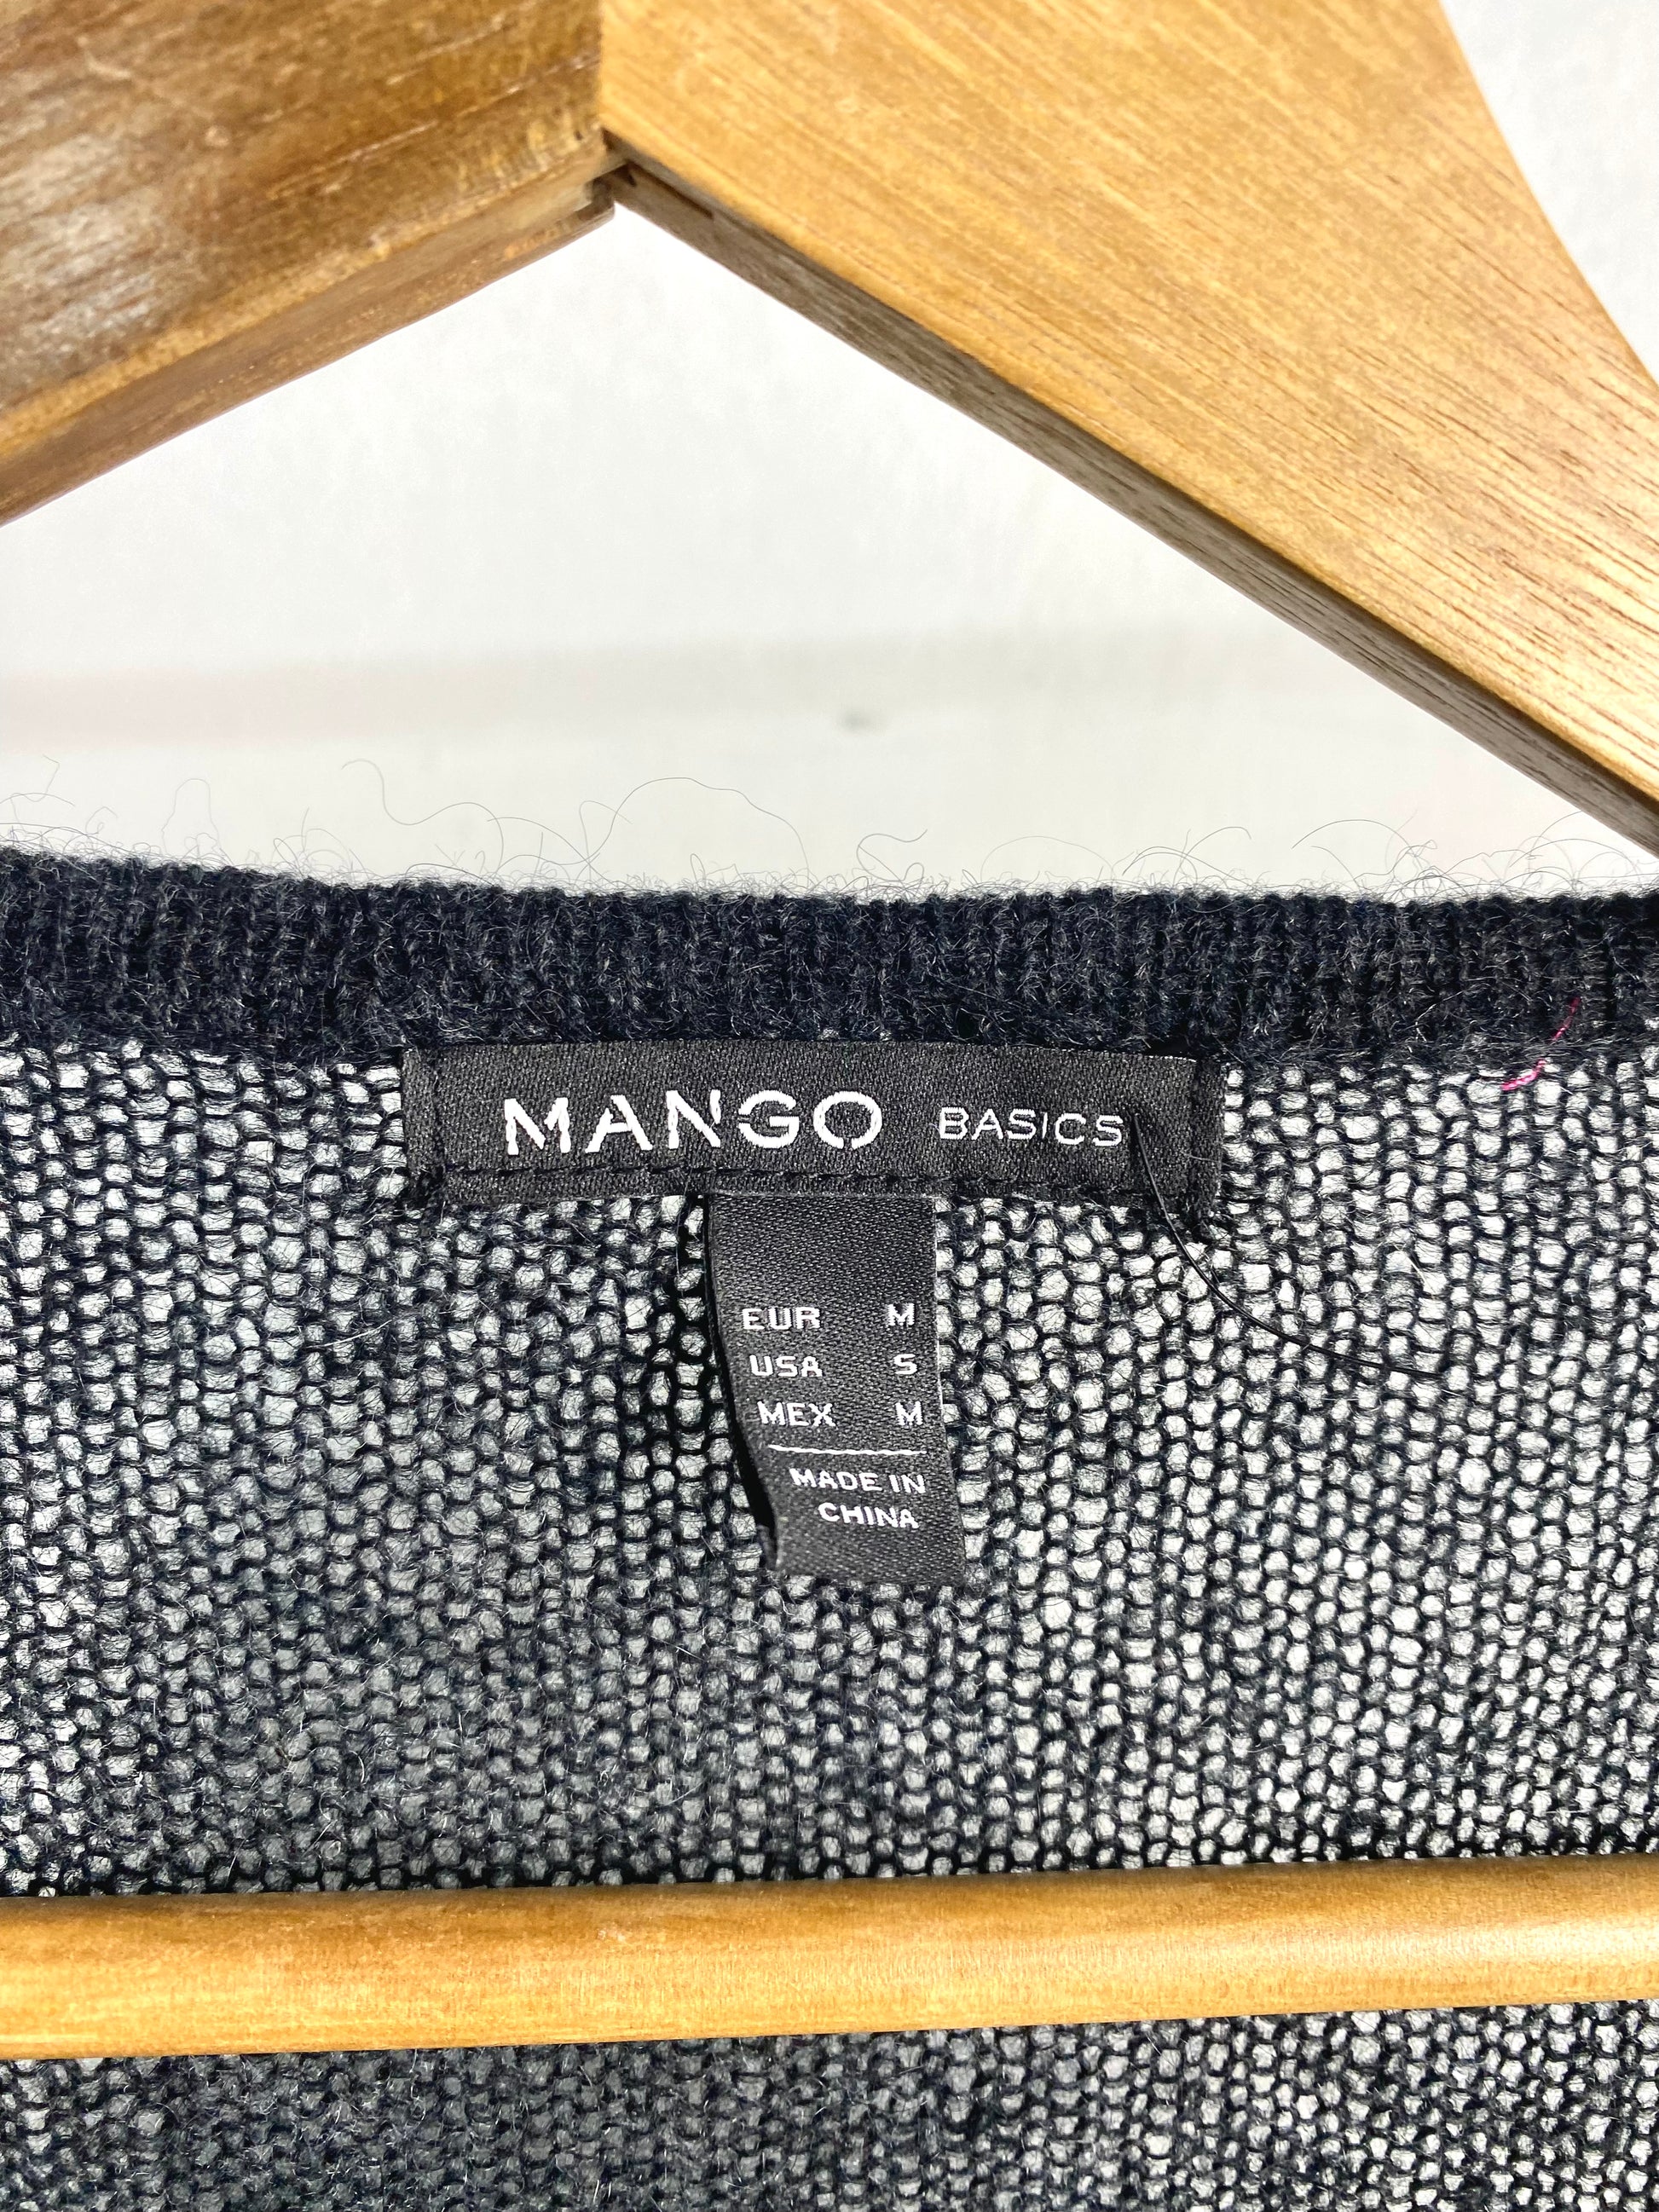 MANGO BASICS
EUR M
USA S
MEX M
MADE IN
CHINA